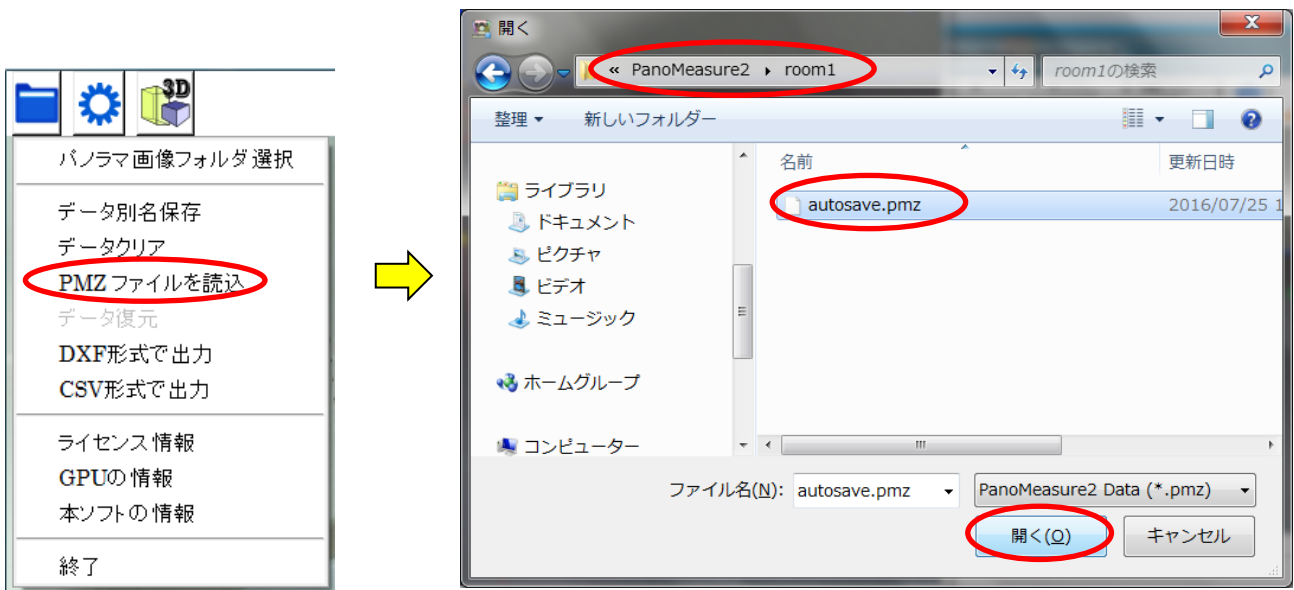 3D
パノラマ画像フォルダ選択
データ別名保存
データクリア
PMZ ファイルを読込
データ復元
DXF形式で出力
CSV形式で出力
ライセンス情報
GPUの情報
本ソフトの情報
終了
開く
« PanoMeasure2 ▸ room1
room1の検索
整理 ▼ 新しいフォルダー
名前 更新日時
ライブラリ
autosave.pmz 2016/07/25 1
ドキュメント
ピクチャ
ビデオ
ミュージック
ホームグループ
コンピューター
ファイル名(N): autosave.pmz PanoMeasure2 Data (*.pmz)
開く(O) キャンセル